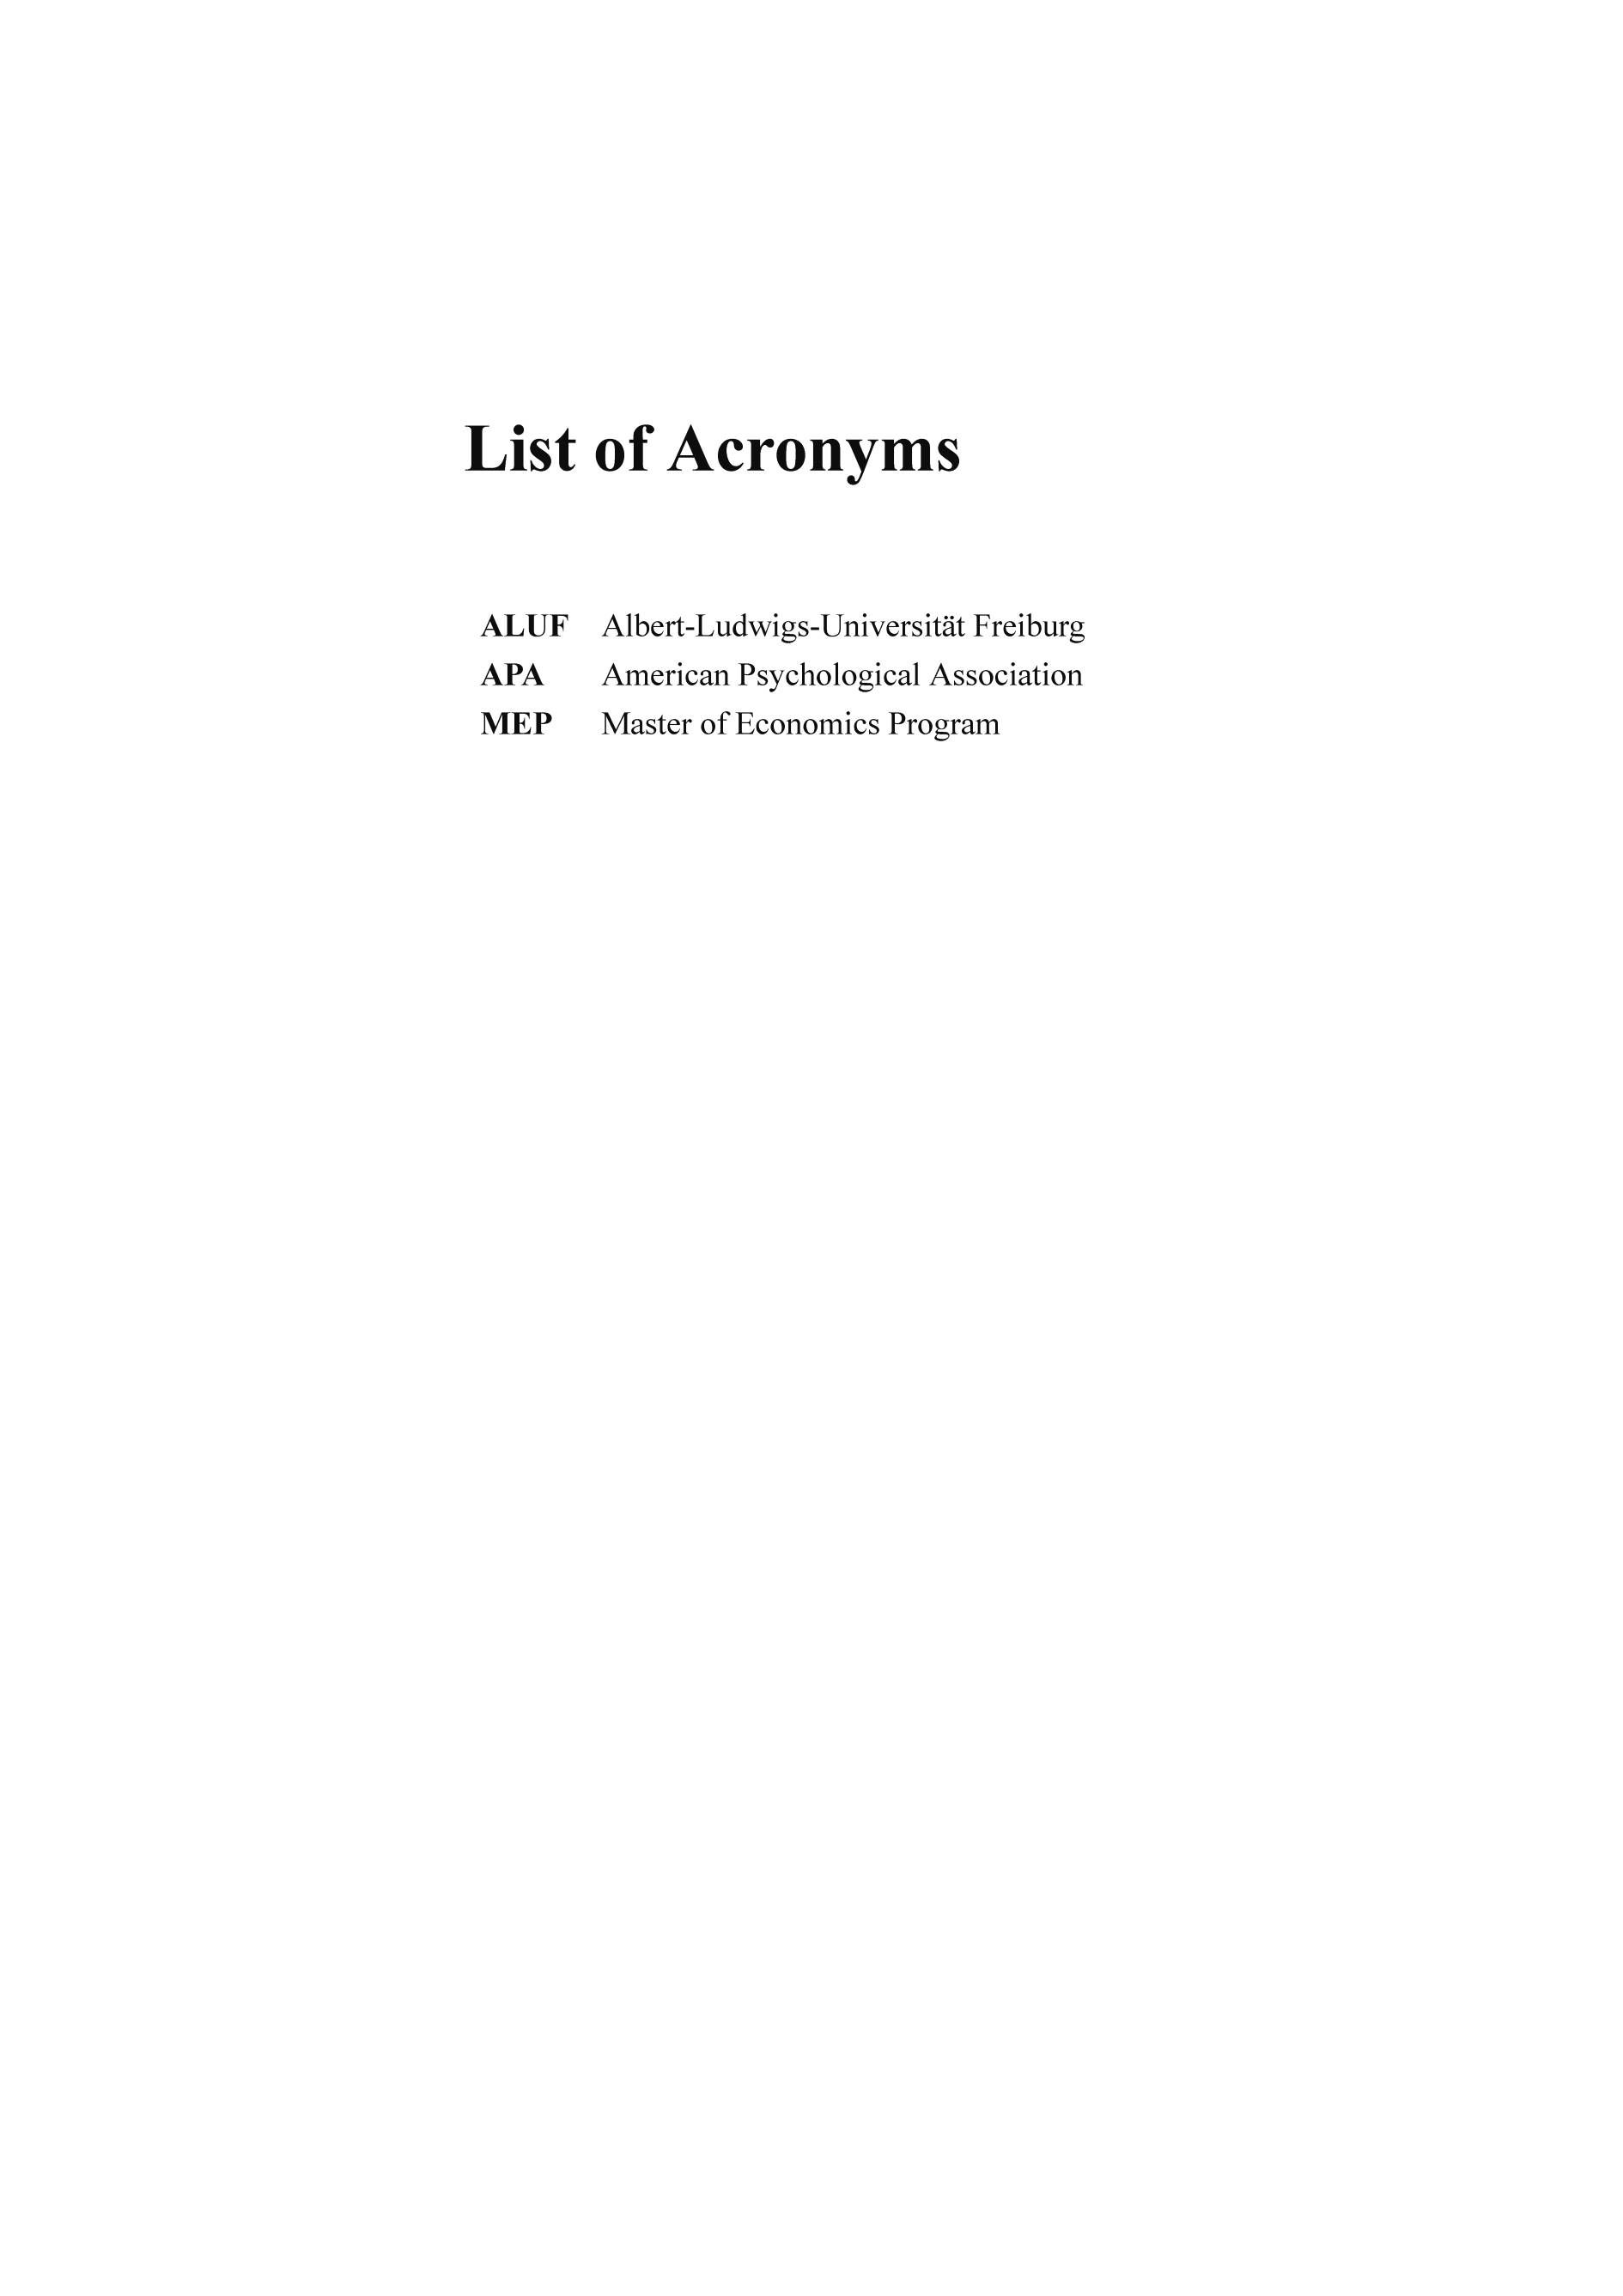 List of Acronyms
ALUF Albert-Ludwigs-Universität Freiburg
APA American Psychological Association
MEP Master of Economics Program